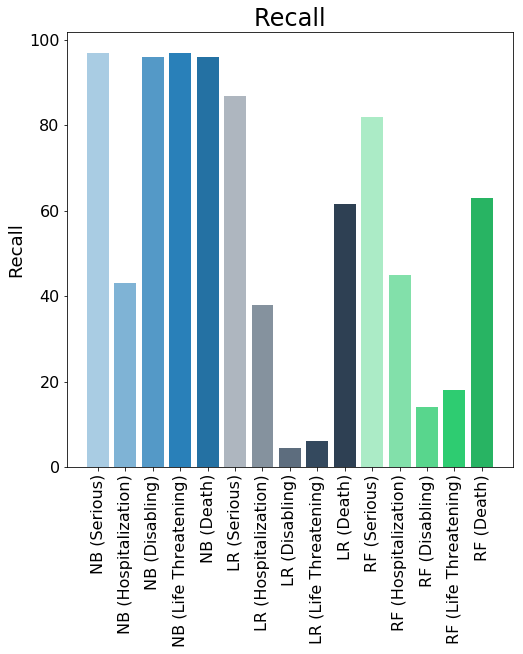 Recall
Recall
100
80
60
40
20
0
NB (Serious)
NB (Hospitalization)
NB (Disabling)
NB (Life Threatening)
NB (Death)
LR (Serious)
LR (Hospitalization)
LR (Disabling)
LR (Life Threatening)
LR (Death)
RF (Serious)
RF (Hospitalization)
RF (Disabling)
RF (Life Threatening)
RF (Death)